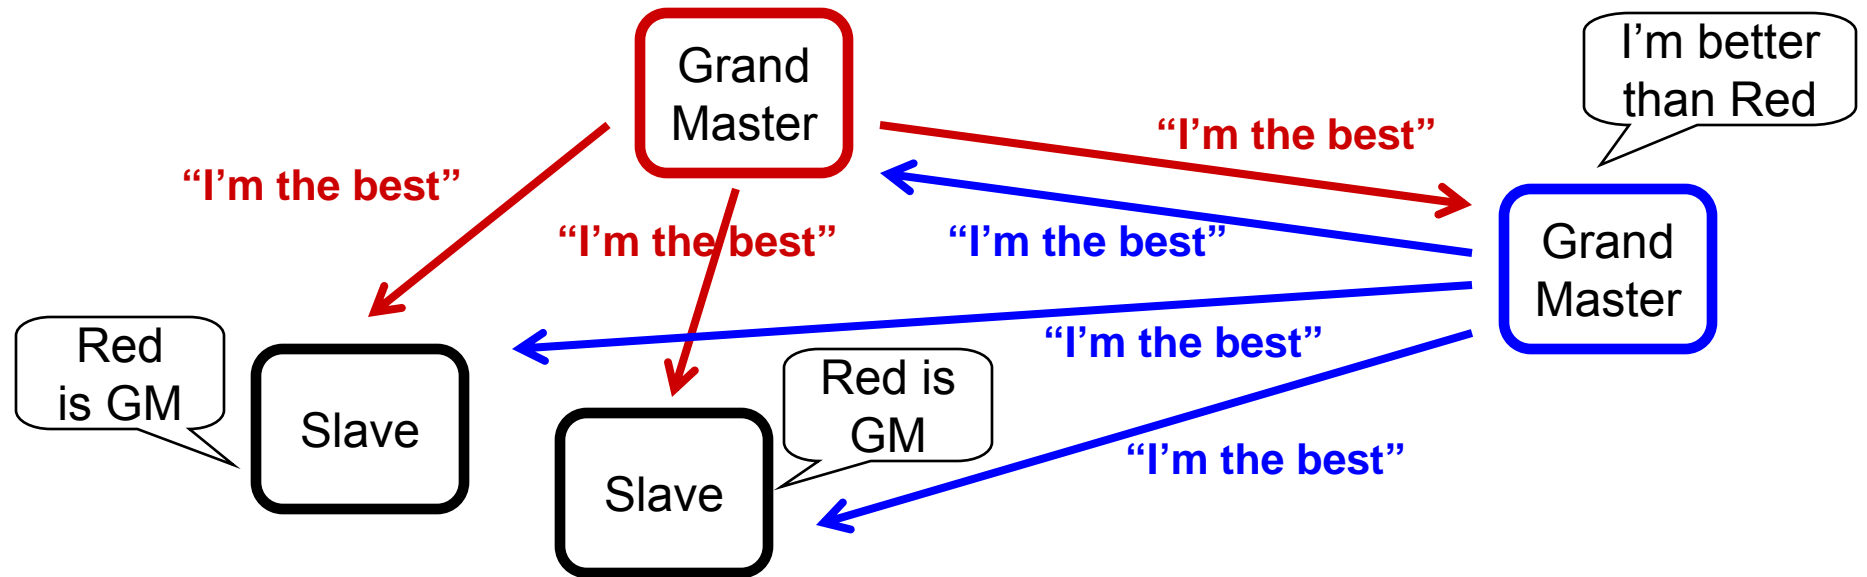 Grand
Master
I’m better
than Red
“I’m the best”
“I’m the best”
“I’m the best”
“I’m the best”
Grand
Master
“I’m the best”
Red
is GM
Slave
Red is
GM
Slave
“I’m the best”